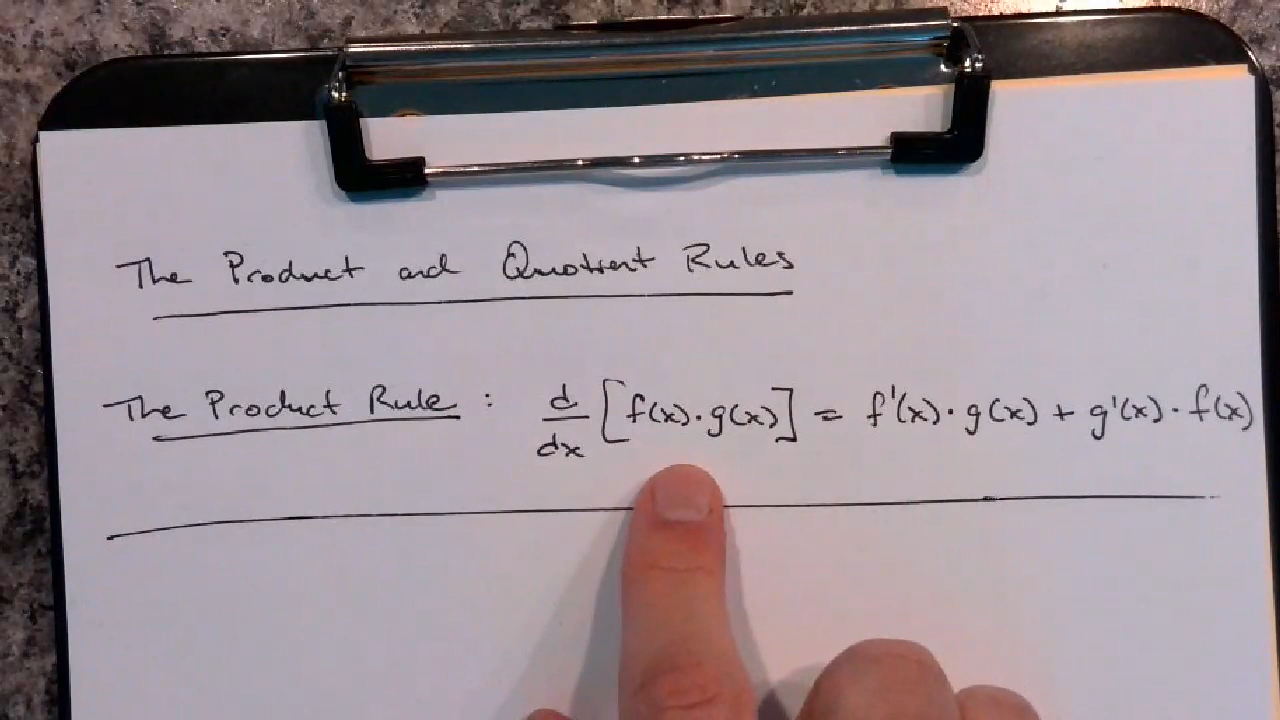 The Product and Quotient Rules
The Product Rule : d/dx [f(x)·g(x)] = f'(x)·g(x) + g'(x)·f(x)